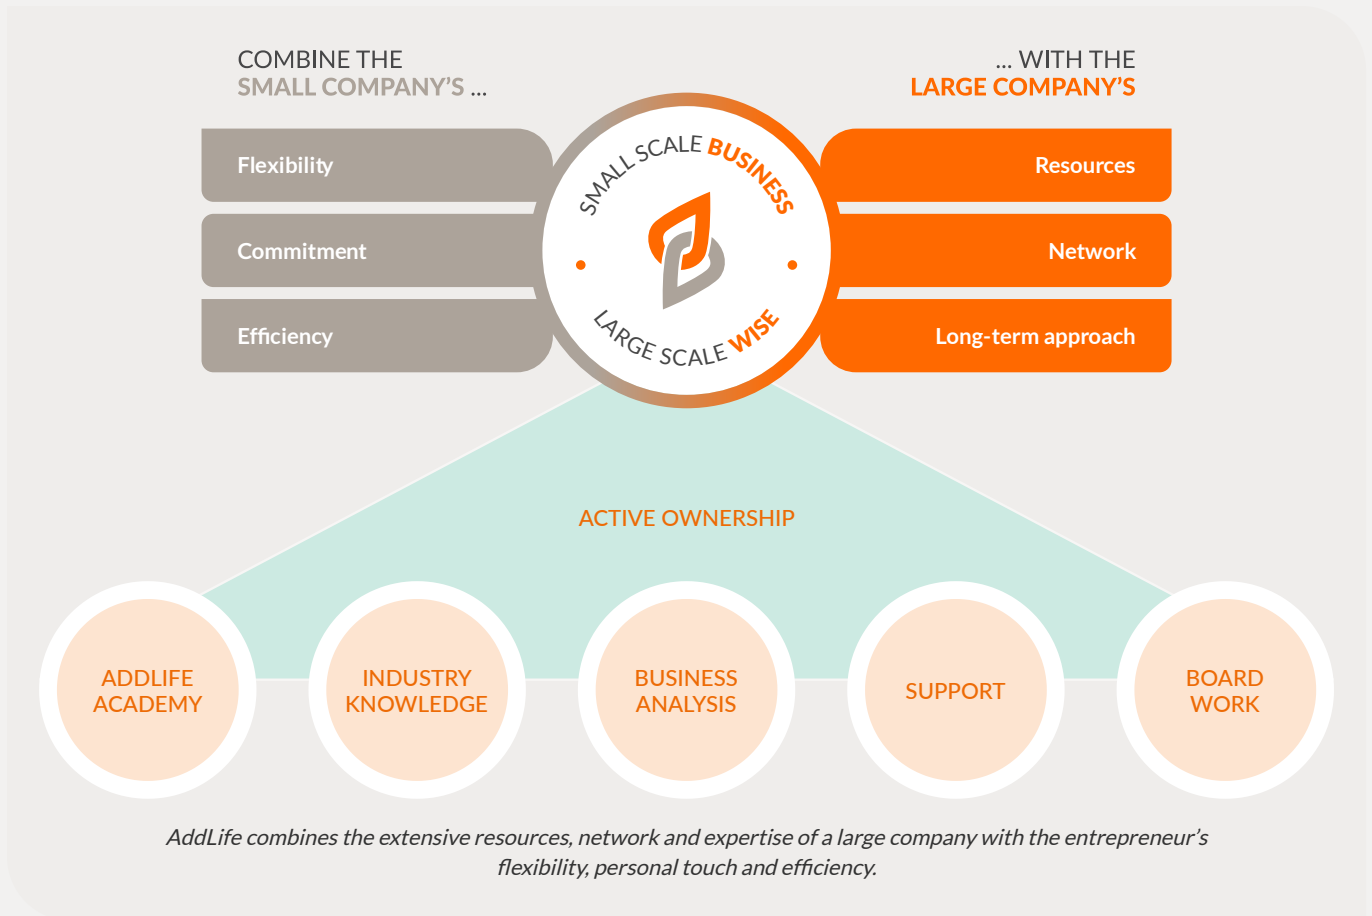 COMBINE THE
SMALL COMPANY’S ...
... WITH THE
LARGE COMPANY’S
Flexibility
Commitment
Efficiency
SMALL SCALE BUSINESS
LARGE SCALE WISE
Resources
Network
Long-term approach
ACTIVE OWNERSHIP
ADDLIFE
ACADEMY
INDUSTRY
KNOWLEDGE
BUSINESS
ANALYSIS
SUPPORT
BOARD
WORK
AddLife combines the extensive resources, network and expertise of a large company with the entrepreneur’s
flexibility, personal touch and efficiency.